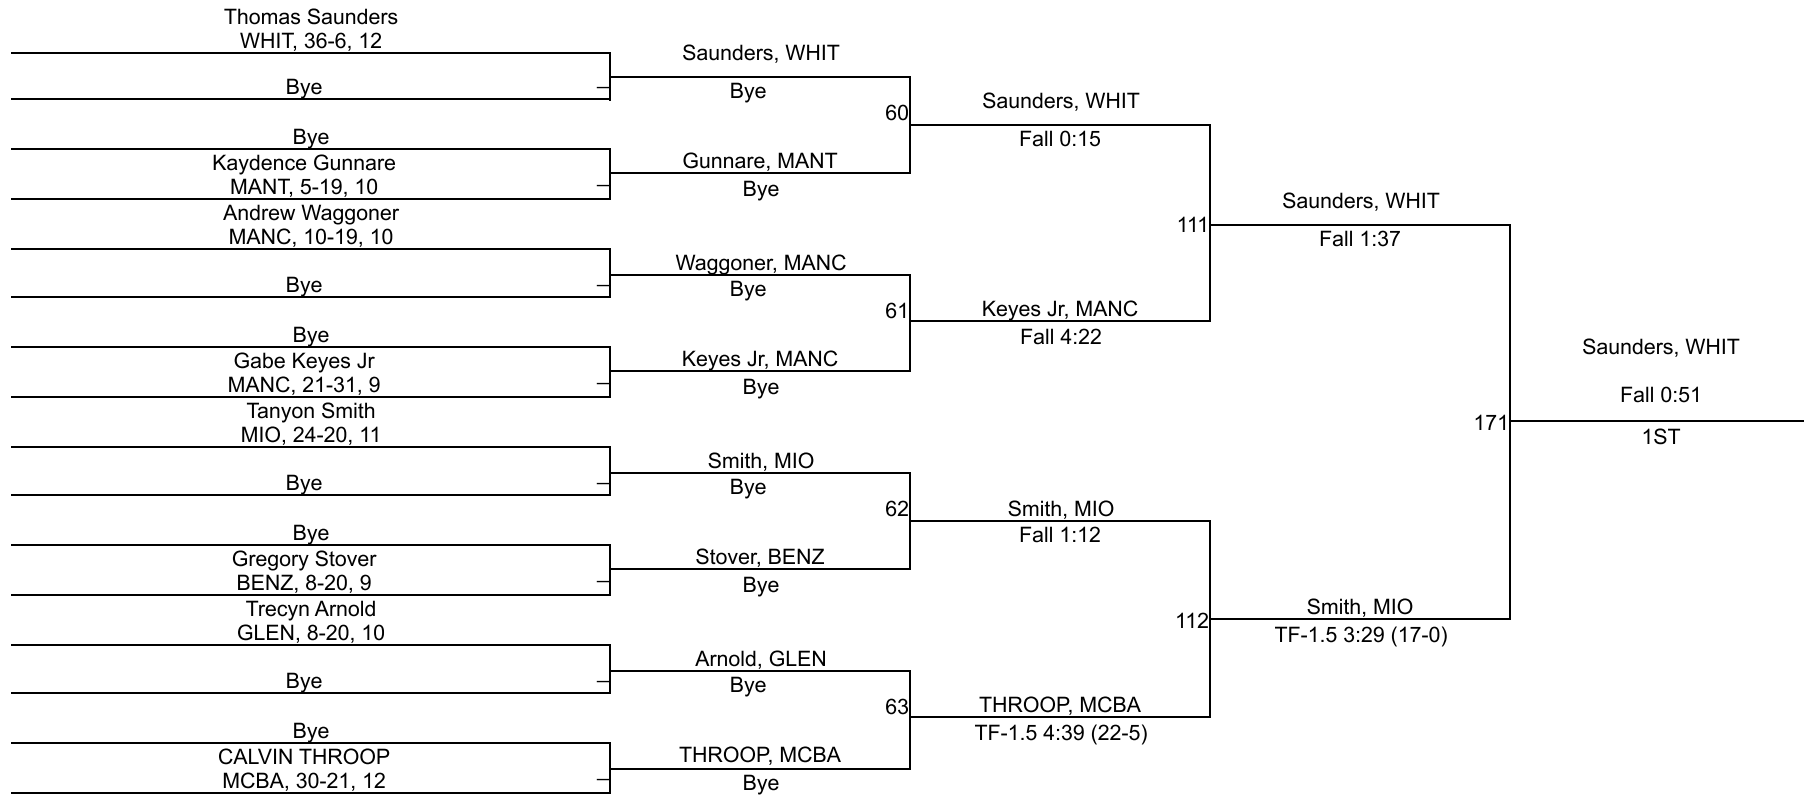 Thomas Saunders
WHIT, 36-6, 12
Bye
Bye
Kaydence Gunnare
MANT, 5-19, 10
Andrew Waggoner
MANC, 10-19, 10
Bye
Bye
Gabe Keyes Jr
MANC, 21-31, 9
Tanyon Smith
MIO, 24-20, 11
Bye
Bye
Gregory Stover
BENZ, 8-20, 9
Trecyn Arnold
GLEN, 8-20, 10
Bye
Bye
CALVIN THROOP
MCBA, 30-21, 12
Saunders, WHIT
Bye
60
Gunnare, MANT
Bye
Waggoner, MANC
Bye
61
Keyes Jr, MANC
Bye
Smith, MIO
Bye
62
Stover, BENZ
Bye
Arnold, GLEN
Bye
63
THROOP, MCBA
Bye
Saunders, WHIT
Fall 0:15
111
Keyes Jr, MANC
Fall 4:22
Smith, MIO
Fall 1:12
112
THROOP, MCBA
TF-1.5 4:39 (22-5)
Saunders, WHIT
Fall 1:37
171
Smith, MIO
TF-1.5 3:29 (17-0)
Saunders, WHIT
Fall 0:51
1ST